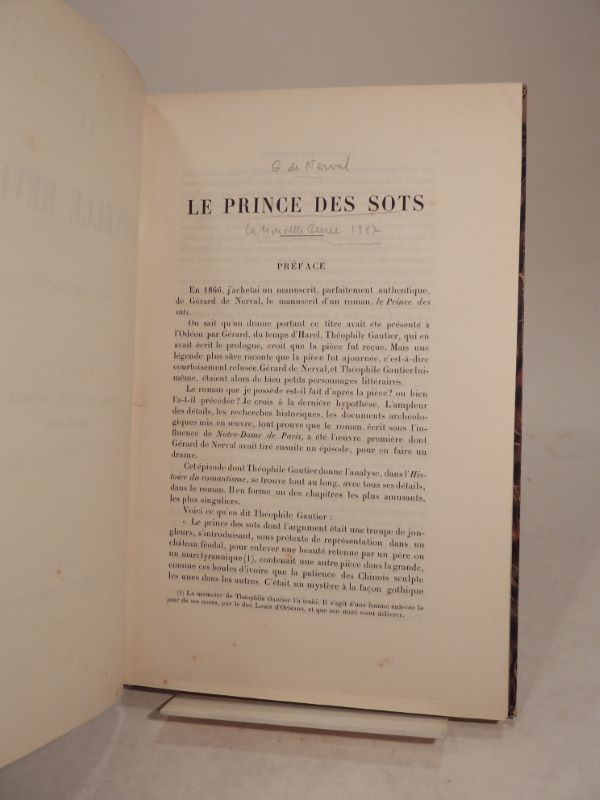 G. de Nerval
LE PRINCE DES SOTS
La Nouvelle Revue 1887
PRÉFACE
En 1866, j'achetai un manuscrit, parfaitement authentique,
de Gérard de Nerval, le manuscrit d'un roman, le Prince des
sots.
On sait qu'un drame portant ce titre avait été présenté à
l'Odéon par Gérard, du temps d'Harel. Théophile Gautier, qui en
avait écrit le prologue, croit que la pièce fut reçue. Mais une
légende plus sûre raconte que la pièce fut ajournée, c'est-à-dire
courtoisement refusée. Gérard de Nerval, et Théophile Gautier lui-
même, étaient alors de bien petits personnages littéraires.
Le roman que je possède est-il fait d'après la pièce? ou bien
l'a-t-il précédée? Je crois à la dernière hypothèse. L'ampleur
des détails, les recherches historiques, les documents archéolo-
giques mis en œuvre, tout prouve que le roman, écrit sous l'in-
fluence de Notre-Dame de Paris, a été l'œuvre première dont
Gérard de Nerval avait tiré ensuite un épisode, pour en faire un
drame.
Cet épisode dont Théophile Gautier donne l'analyse, dans l'His-
toire du romantisme, se trouve tout au long, avec tous ses détails,
dans le roman. Il en forme un des chapitres les plus amusants,
les plus singuliers.
Voici ce qu'en dit Théophile Gautier :
« Le prince des sots dont l'argument était une troupe de jon-
gleurs, s'introduisant, sous prétexte de représentation dans un
château féodal, pour enlever une beauté retenue par un père ou
un mari tyrannique (1), contenait une autre pièce dans la grande,
comme ces boules d'ivoire que la patience des Chinois sculpte
les unes dans les autres. C'était un mystère à la façon gothique
(1) La mémoire de Théophile Gautier l'a trahi. Il s'agit d'une femme enlevée le
jour de ses noces, par le duc Louis d'Orléans, et que son mari vient délivrer.